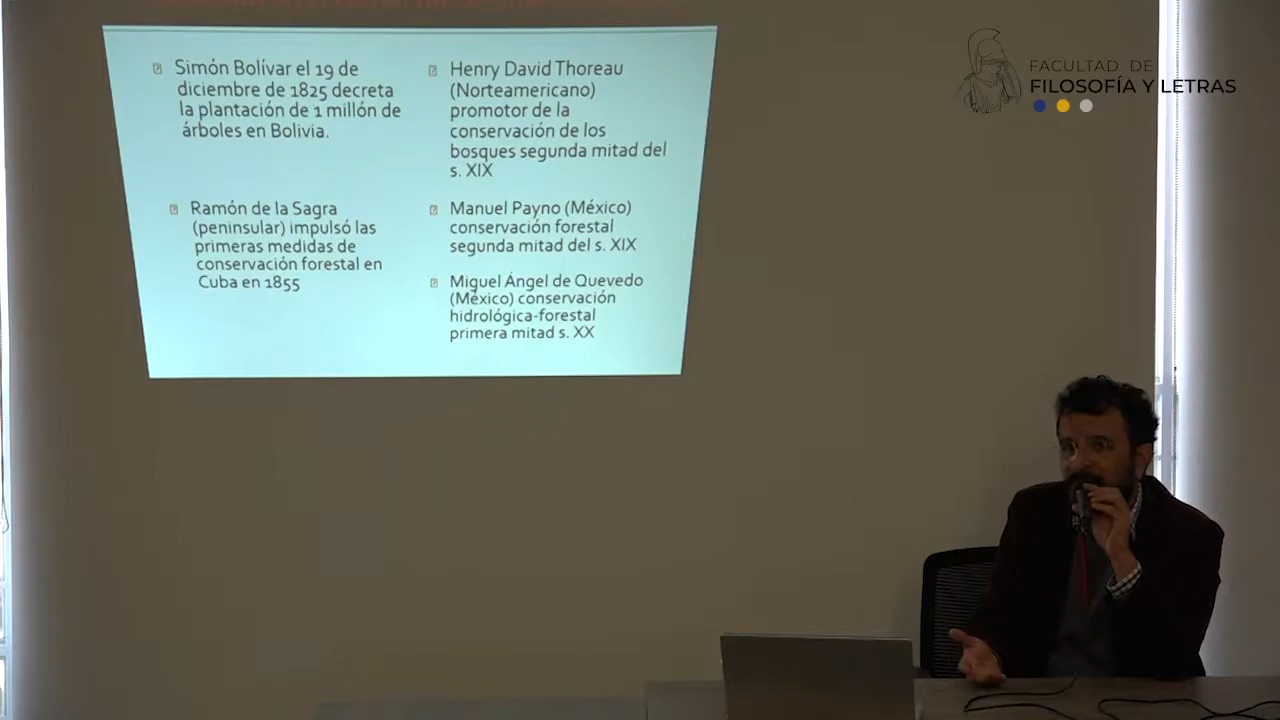 Simón Bolívar el 19 de
diciembre de 1825 decreta
la plantación de 1 millón de
árboles en Bolivia.
Ramón de la Sagra
(peninsular) impulsó las
primeras medidas de
conservación forestal en
Cuba en 1855
Henry David Thoreau
(Norteamericano)
promotor de la
conservación de los
bosques segunda mitad del
s. XIX
Manuel Payno (México)
conservación forestal
segunda mitad del s. XIX
Miguel Ángel de Quevedo
(México) conservación
hidrológica-forestal
primera mitad s. XX
FACULTAD DE
FILOSOFÍA Y LETRAS